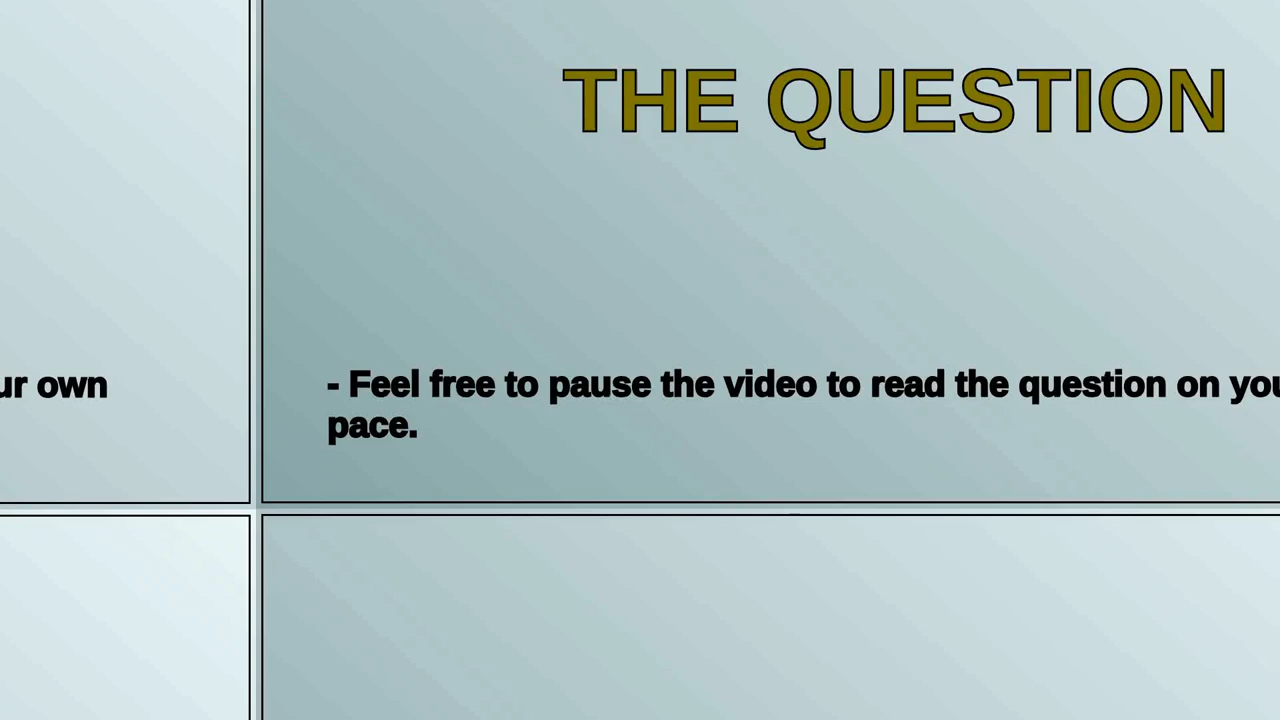 THE QUESTION
ur own
- Feel free to pause the video to read the question on you
pace.